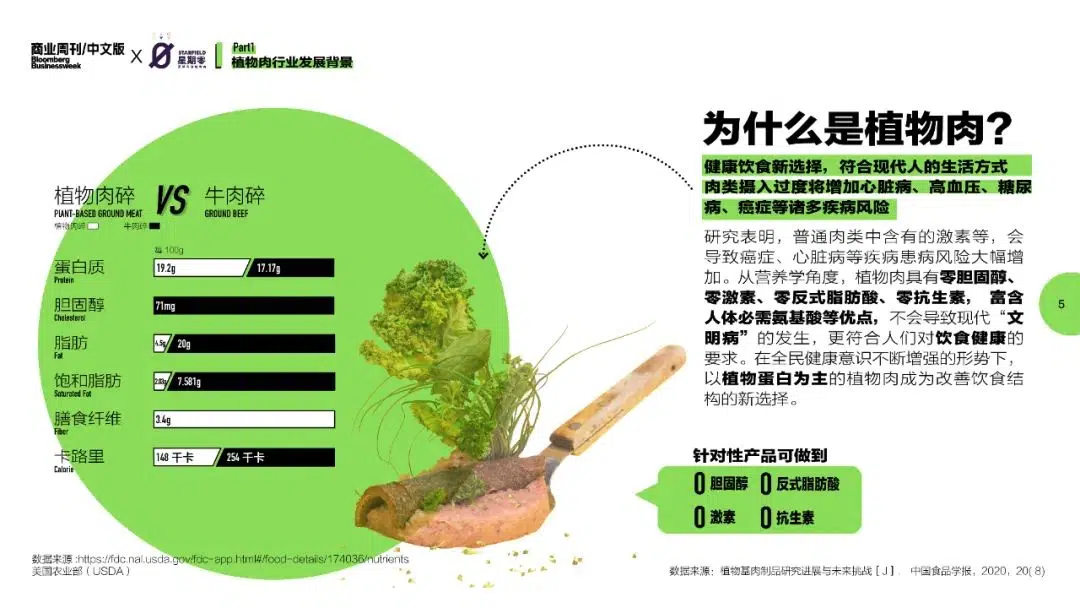 商业周刊/中文版
Bloomberg
Businessweek
X
STARFIELD
星期零
Part1
植物肉行业发展背景
植物肉碎
PLANT-BASED GROUND MEAT
VS
牛肉碎
GROUND BEEF
植物肉碎
牛肉碎
每 100g
蛋白质
Protein
19.2g
17.17g
胆固醇
Cholesterol
71mg
脂肪
Fat
4.5g
20g
饱和脂肪
Saturated Fat
7.581g
膳食纤维
Fiber
3.4g
卡路里
Calorie
148 千卡
254 千卡
数据来源 :https://fdc.nal.usda.gov/fdc-app.html#/food-details/174036/nutrients
美国农业部（USDA）
为什么是植物肉?
健康饮食新选择，符合现代人的生活方式
肉类摄入过度将增加心脏病、高血压、糖尿
病、癌症等诸多疾病风险
研究表明，普通肉类中含有的激素等，会
导致癌症、心脏病等疾病患病风险大幅增
加。从营养学角度，植物肉具有零胆固醇、
零激素、零反式脂肪酸、零抗生素， 富含
人体必需氨基酸等优点，不会导致现代“文
明病”的发生，更符合人们对饮食健康的
要求。在全民健康意识不断增强的形势下，
以植物蛋白为主的植物肉成为改善饮食结
构的新选择。
5
针对性产品可做到
0 胆固醇 0 反式脂肪酸
0 激素 0 抗生素
数据来源：植物基肉制品研究进展与未来挑战［J］. 中国食品学报，2020，20( 8)